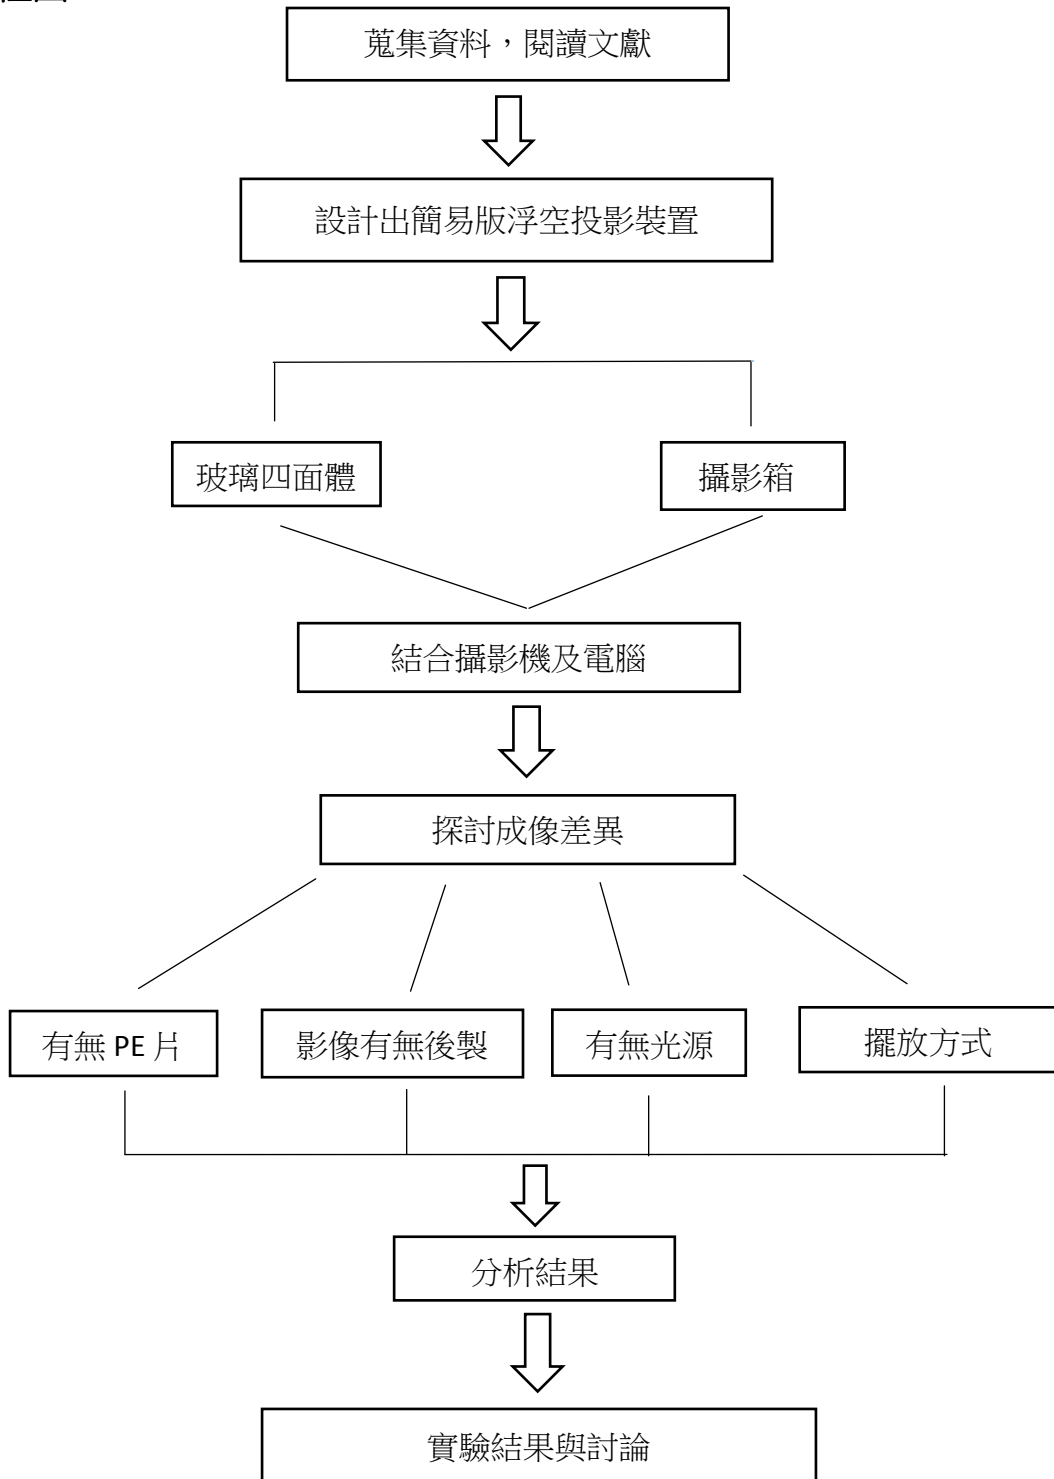 蒐集資料，閱讀文獻
設計出簡易版浮空投影裝置
玻璃四面體
攝影箱
結合攝影機及電腦
探討成像差異
有無 PE 片
影像有無後製
有無光源
擺放方式
分析結果
實驗結果與討論